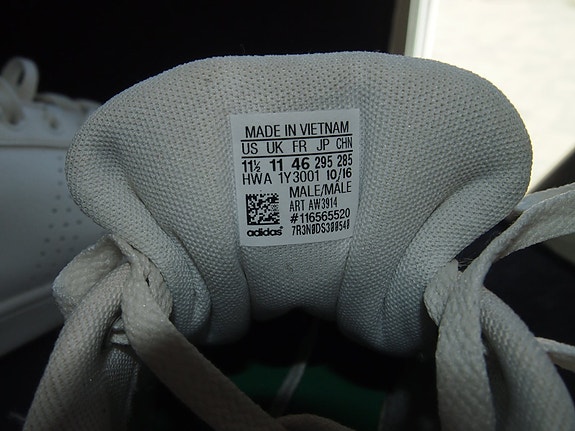 MADE IN VIETNAM
US UK FR JP CHN
11½ 11 46 295 285
HWA 1Y3001 10/16
MALE/MALE
ART AW3914
#116565520
adidas 7R3N0DS300540